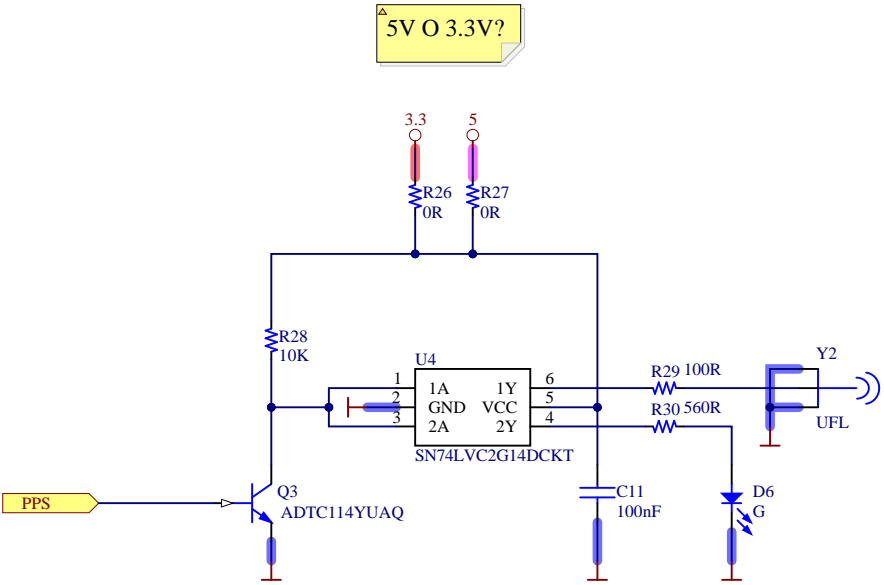 5V O 3.3V?
3.3
5
R26
0R
R27
0R
R28
10K
U4
1
2
3
1A
GND
2A
1Y
VCC
2Y
6
5
4
SN74LVC2G14DCKT
R29 100R
R30 560R
Y2
UFL
PPS
Q3
ADTC114YUAQ
C11
100nF
D6
G